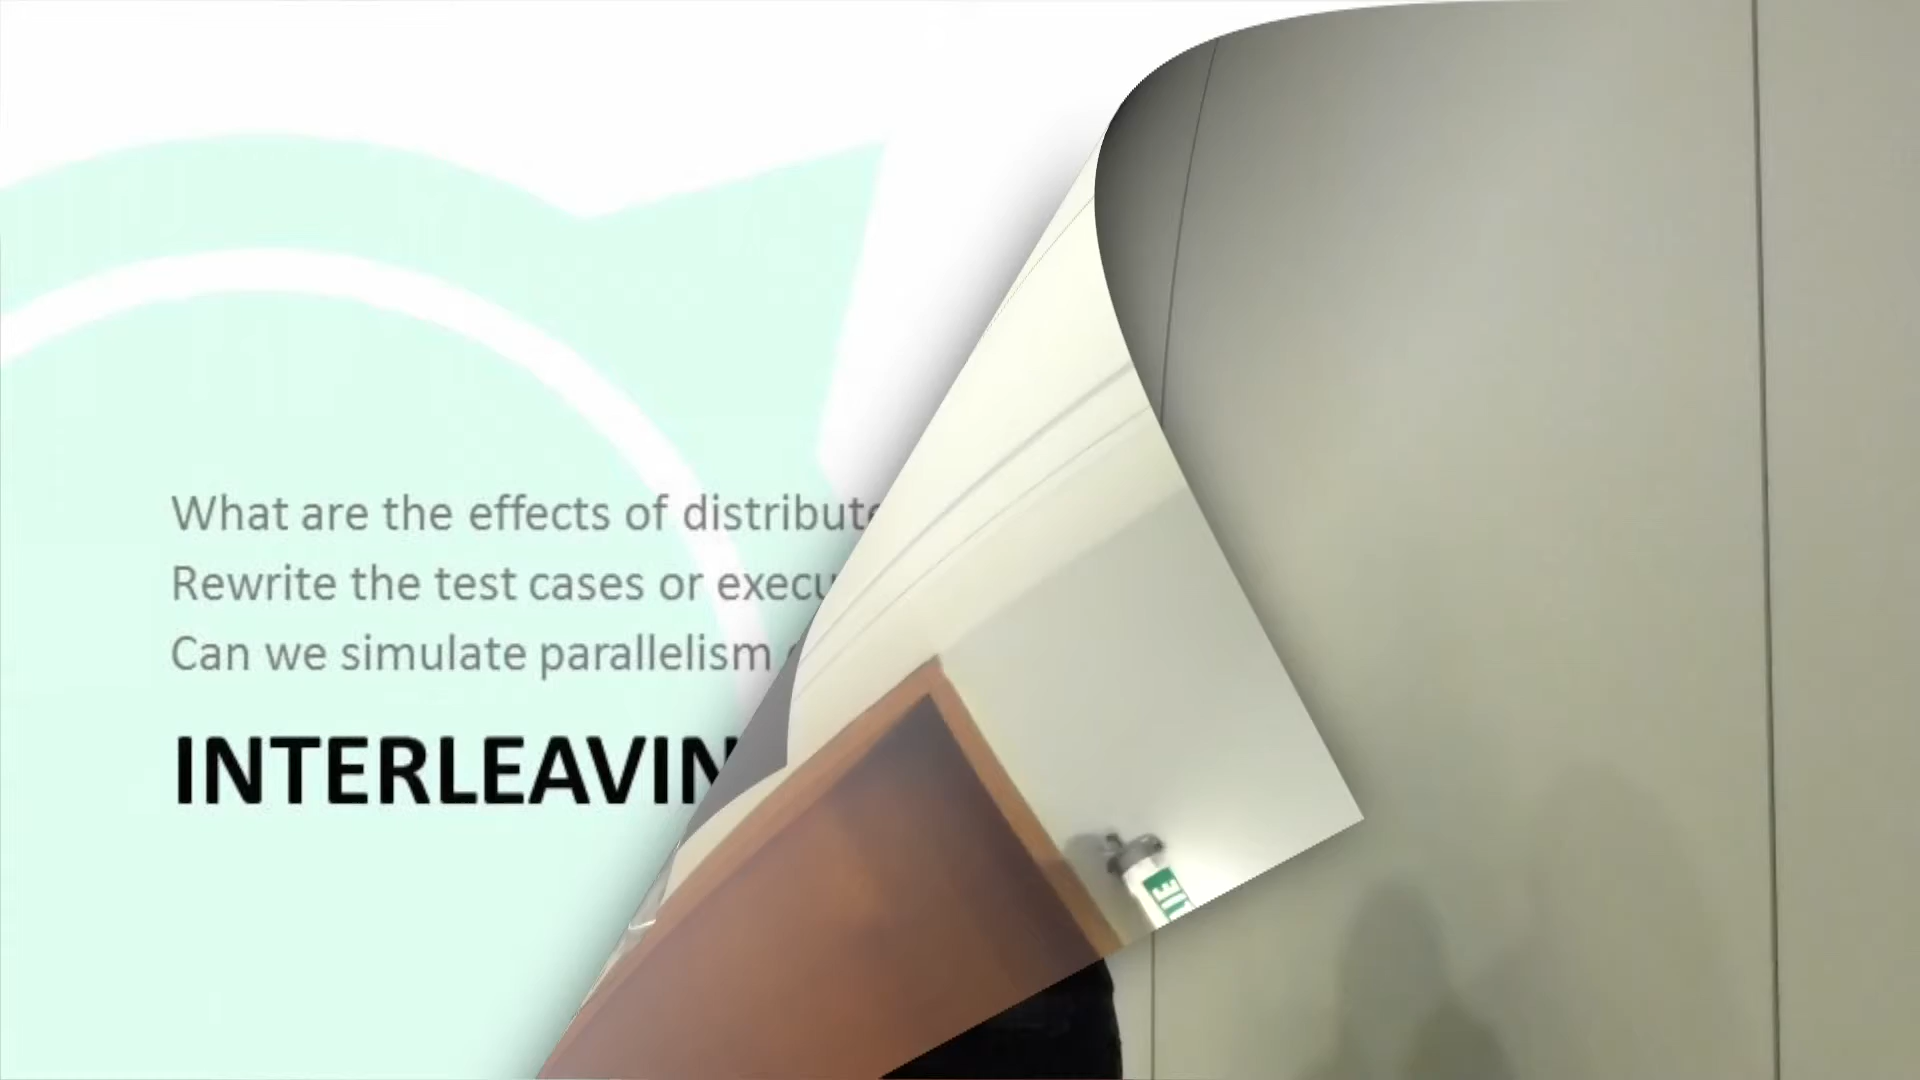 What are the effects of distribute
Rewrite the test cases or execu
Can we simulate parallelism
INTERLEAVIN